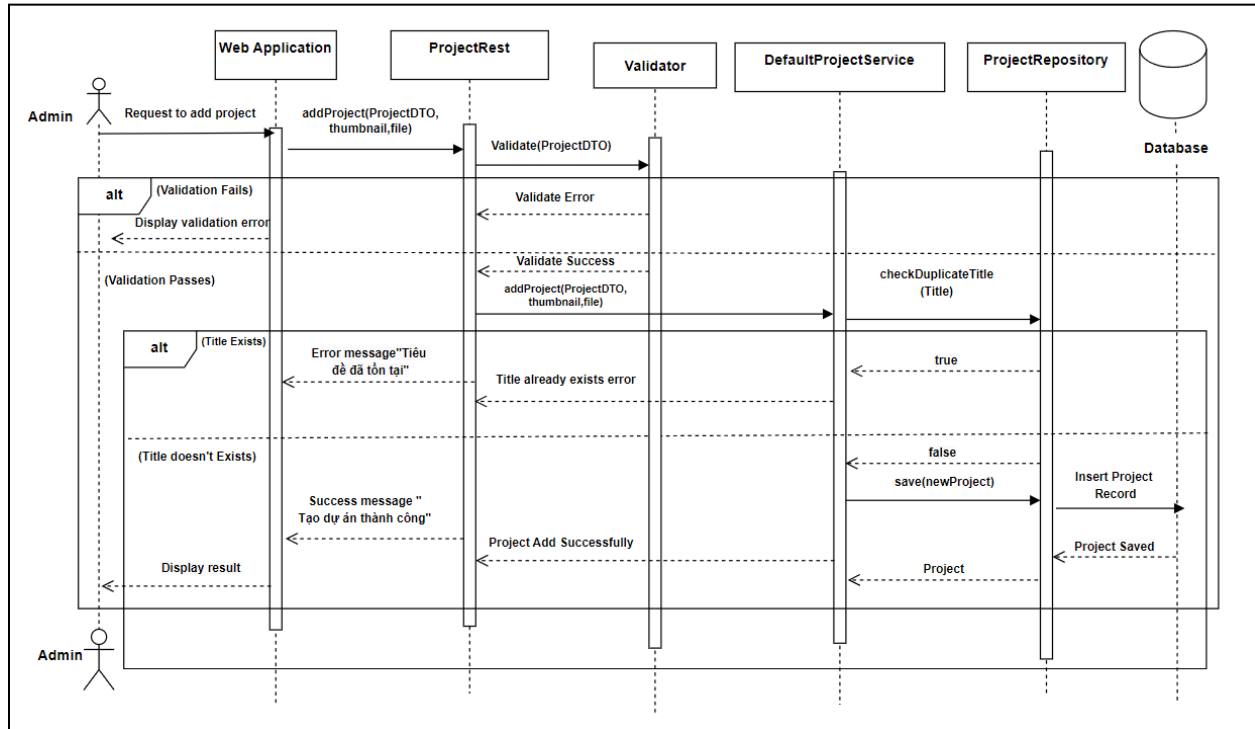 Web Application
ProjectRest
Validator
DefaultProjectService
ProjectRepository
Admin
Request to add project
addProject(ProjectDTO,
thumbnail,file)
Validate(ProjectDTO)
Database
alt
(Validation Fails)
Validate Error
Display validation error
Validate Success
(Validation Passes)
addProject(ProjectDTO,
thumbnail,file)
checkDuplicateTitle
(Title)
alt
(Title Exists)
Error message"Tiêu
đề đã tồn tại"
true
Title already exists error
(Title doesn't Exists)
false
save(newProject)
Insert Project
Record
Success message "
Tạo dự án thành công"
Project Add Successfully
Project Saved
Display result
Project
Admin